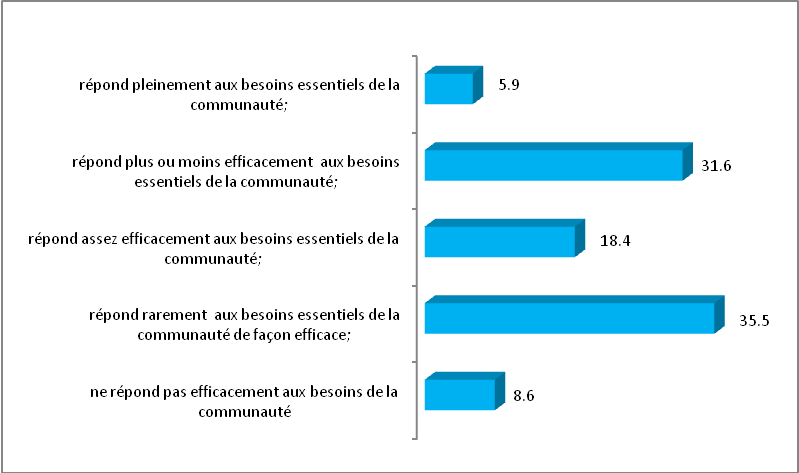 répond pleinement aux besoins essentiels de la
communauté;
5.9
répond plus ou moins efficacement  aux besoins
essentiels de la communauté;
31.6
répond assez efficacement aux besoins essentiels de la
communauté;
18.4
répond rarement  aux besoins essentiels de la
communauté de façon efficace;
35.5
ne répond pas efficacement aux besoins de la
communauté
8.6